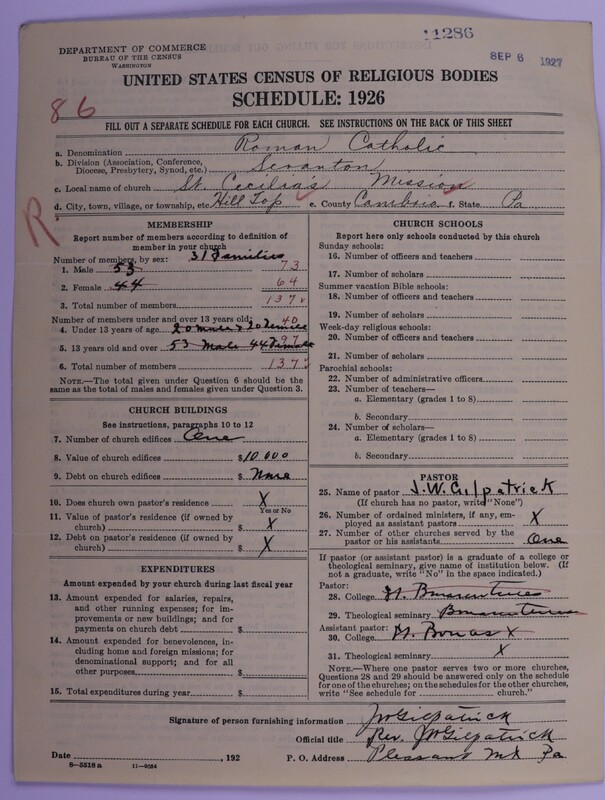 11286
DEPARTMENT OF COMMERCE
BUREAU OF THE CENSUS
WASHINGTON
SEP 6 1927
UNITED STATES CENSUS OF RELIGIOUS BODIES
SCHEDULE: 1926
86
FILL OUT A SEPARATE SCHEDULE FOR EACH CHURCH. SEE INSTRUCTIONS ON THE BACK OF THIS SHEET
a. Denomination Roman Catholic
b. Division (Association, Conference, Diocese, Presbytery, Synod, etc.) Scranton
c. Local name of church St. Cecilia's Mission
d. City, town, village, or township, etc. Hill Top e. County Cambria f. State Pa
R
MEMBERSHIP
Report number of members according to definition of
member in your church
Number of members, by sex: 31 Families
1. Male 53 73
2. Female 44 64
3. Total number of members 137
Number of members under and over 13 years old: 40
4. Under 13 years of age 20 male & 20 Female
5. 13 years old and over 53 Male 44 Female 97
6. Total number of members 137
NOTE.—The total given under Question 6 should be
same as the total of males and females given under Question 3.
CHURCH BUILDINGS
See instructions, paragraphs 10 to 12
7. Number of church edifices One
8. Value of church edifices $10000
9. Debt on church edifices $ None
10. Does church own pastor's residence X
Yes or No
11. Value of pastor's residence (if owned by
church) $ X
12. Debt on pastor's residence (if owned by
church) $ X
EXPENDITURES
Amount expended by your church during last fiscal year
13. Amount expended for salaries, repairs,
and other running expenses; for im-
provements or new buildings; and for
payments on church debt $
14. Amount expended for benevolences,
including home and foreign missions; for
denominational support; and for all
other purposes $
15. Total expenditures during year $
CHURCH SCHOOLS
Report here only schools conducted by this church
Sunday schools:
16. Number of officers and teachers
17. Number of scholars
Summer vacation Bible schools:
18. Number of officers and teachers
19. Number of scholars
Week-day religious schools:
20. Number of officers and teachers
21. Number of scholars
Parochial schools:
22. Number of administrative officers
23. Number of teachers—
a. Elementary (grades 1 to 8)
b. Secondary
24. Number of scholars—
a. Elementary (grades 1 to 8)
b. Secondary
PASTOR
25. Name of pastor J.W. Gilpatrick
(If church has no pastor, write "None")
26. Number of ordained ministers, if any, em-
ployed as assistant pastors X
27. Number of other churches served by the
pastor or his assistants One
If pastor (or assistant pastor) is a graduate of a college or
theological seminary, give name of institution below. (If
not a graduate, write "No" in the space indicated.)
Pastor:
28. College St. Bonaventures
29. Theological seminary Bonaventures
Assistant pastor:
30. College St. Bonas X
31. Theological seminary X
NOTE.—Where one pastor serves two or more churches,
Questions 28 and 29 should be answered only on the schedule
for one of the churches; on the schedules for the other churches,
write "See schedule for church."
Signature of person furnishing information JW Gilpatrick
Official title Rev. JW Gilpatrick
Date , 192 P. O. Address Pleasant Mt Pa
8—5518 a 11—9554